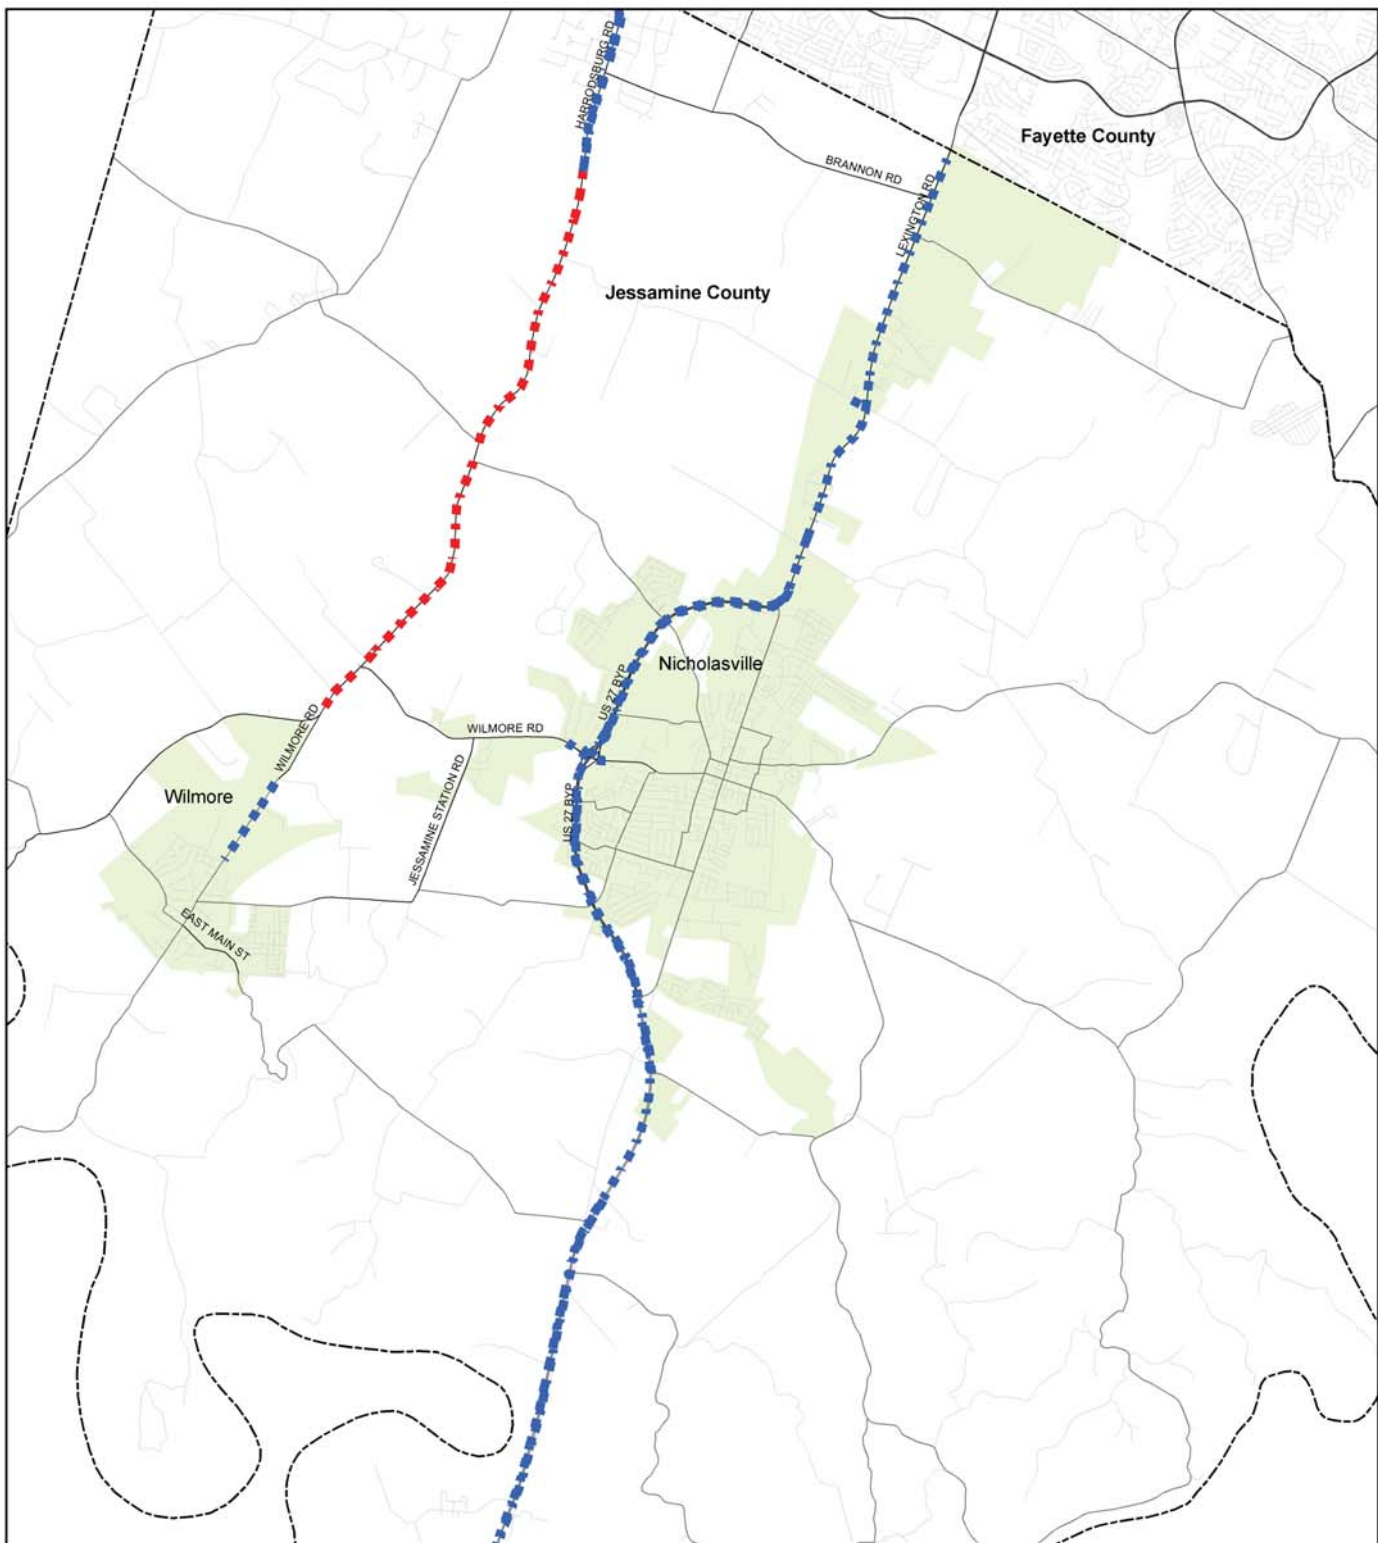 HARRODSBURG RD
Fayette County
BRANNON RD
LEXINGTON RD
Jessamine County
Nicholasville
US 27 BYP
WILMORE RD
WILMORE RD
JESSAMINE STATION RD
US 27 BYP
Wilmore
EAST MAIN ST